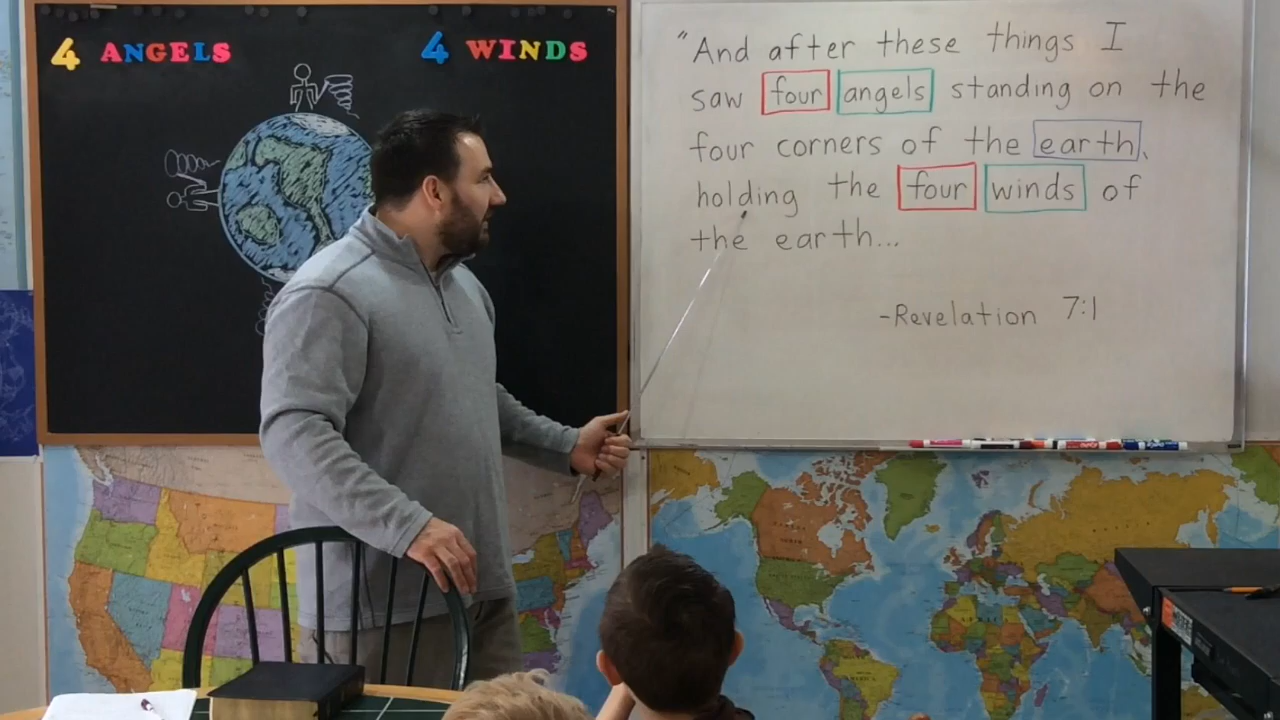 4 ANGELS
4 WINDS
"And after these things I
saw four angels standing on the
four corners of the earth,
holding the four winds of
the earth...
-Revelation 7:1